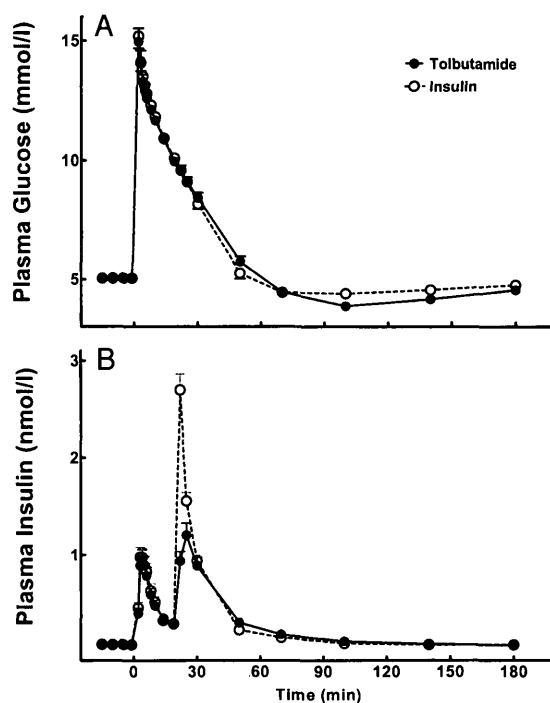 A
Plasma Glucose (mmol/l)
15
10
5
Tolbutamide
Insulin
B
Plasma Insulin (nmol/l)
3
2
1
0 30 60 90 120 150 180
Time (min)